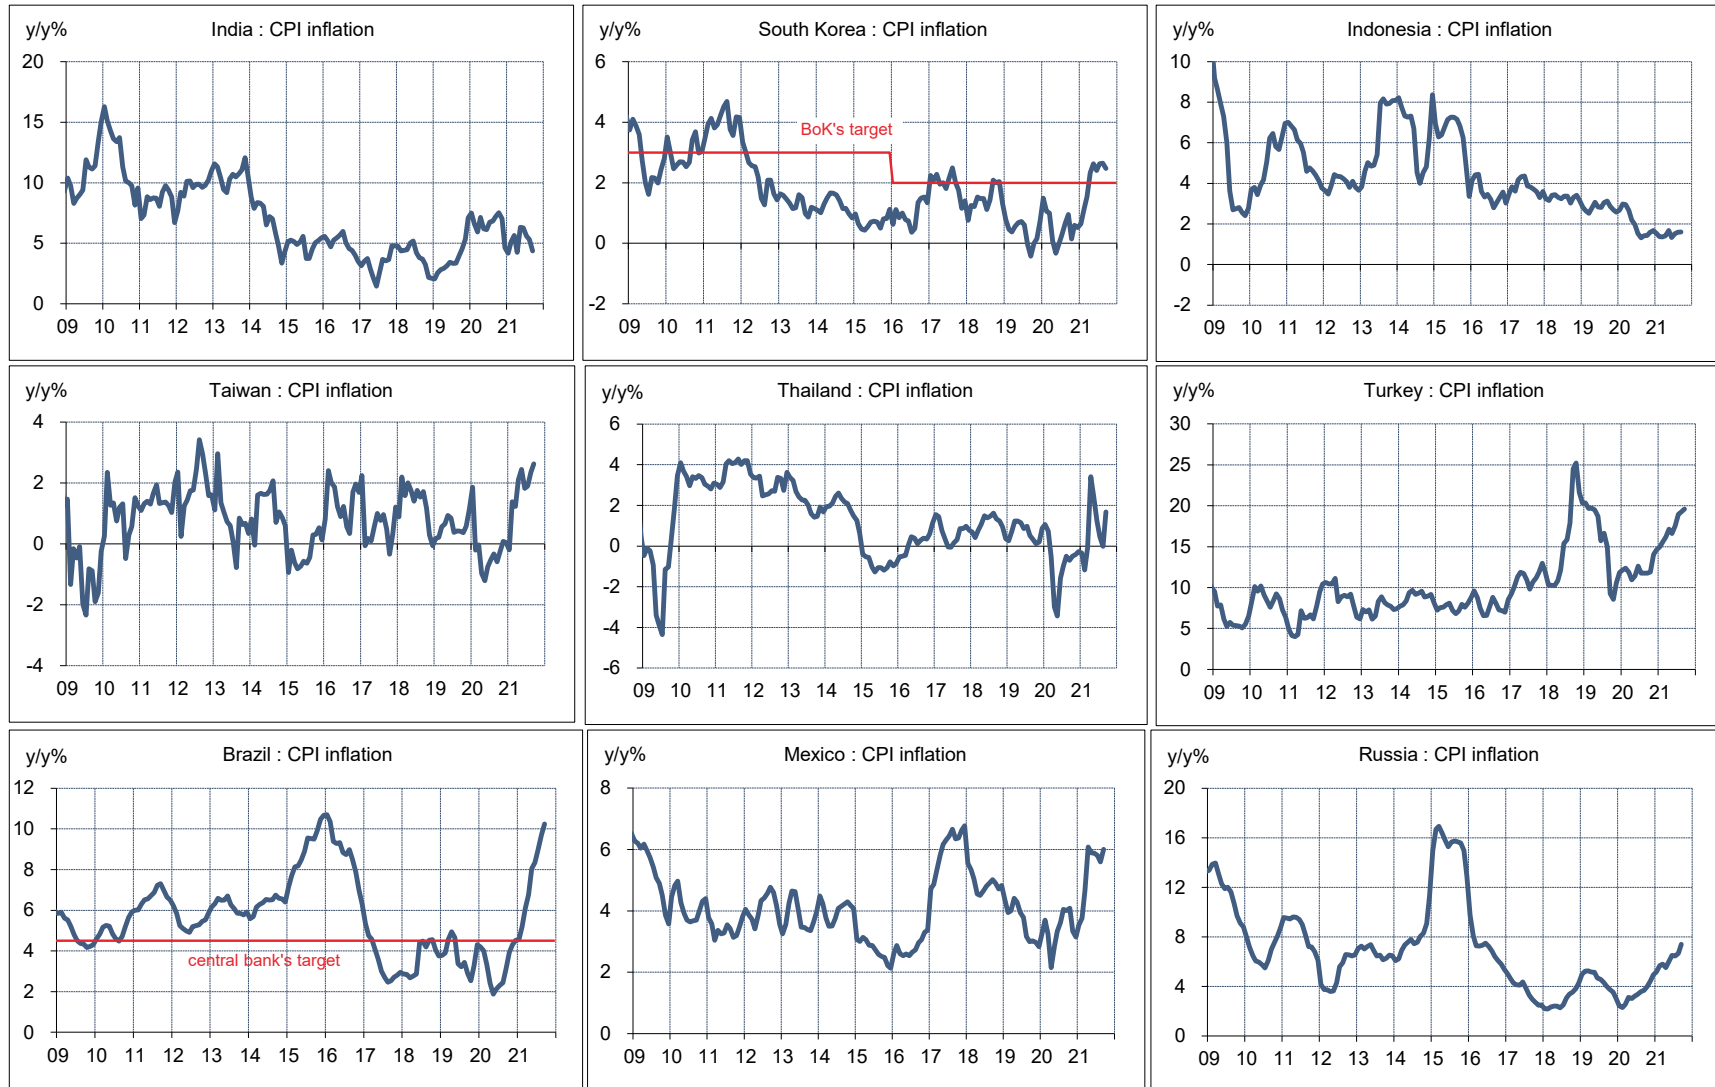 y/y% India : CPI inflation
20
15
10
5
0
09 10 11 12 13 14 15 16 17 18 19 20 21
y/y% South Korea : CPI inflation
6
4
BoK's target
2
0
-2
09 10 11 12 13 14 15 16 17 18 19 20 21
y/y% Indonesia : CPI inflation
10
8
6
4
2
0
-2
09 10 11 12 13 14 15 16 17 18 19 20 21
y/y% Taiwan : CPI inflation
4
2
0
-2
-4
09 10 11 12 13 14 15 16 17 18 19 20 21
y/y% Thailand : CPI inflation
6
4
2
0
-2
-4
-6
09 10 11 12 13 14 15 16 17 18 19 20 21
y/y% Turkey : CPI inflation
30
25
20
15
10
5
0
09 10 11 12 13 14 15 16 17 18 19 20 21
y/y% Brazil : CPI inflation
12
10
8
6
4
central bank's target
2
0
09 10 11 12 13 14 15 16 17 18 19 20 21
y/y% Mexico : CPI inflation
8
6
4
2
0
09 10 11 12 13 14 15 16 17 18 19 20 21
y/y% Russia : CPI inflation
20
16
12
8
4
0
09 10 11 12 13 14 15 16 17 18 19 20 21